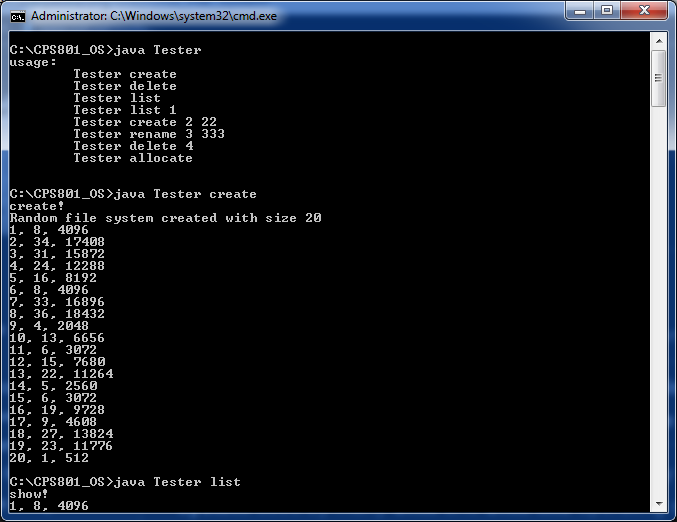 Administrator: C:\Windows\system32\cmd.exe
C:\CPS801_OS>java Tester
usage:
        Tester create
        Tester delete
        Tester list
        Tester list 1
        Tester create 2 22
        Tester rename 3 333
        Tester delete 4
        Tester allocate
C:\CPS801_OS>java Tester create
create!
Random file system created with size 20
1, 8, 4096
2, 34, 17408
3, 31, 15872
4, 24, 12288
5, 16, 8192
6, 8, 4096
7, 33, 16896
8, 36, 18432
9, 4, 2048
10, 13, 6656
11, 6, 3072
12, 15, 7680
13, 22, 11264
14, 5, 2560
15, 6, 3072
16, 19, 9728
17, 9, 4608
18, 27, 13824
19, 23, 11776
20, 1, 512
C:\CPS801_OS>java Tester list
show!
1, 8, 4096